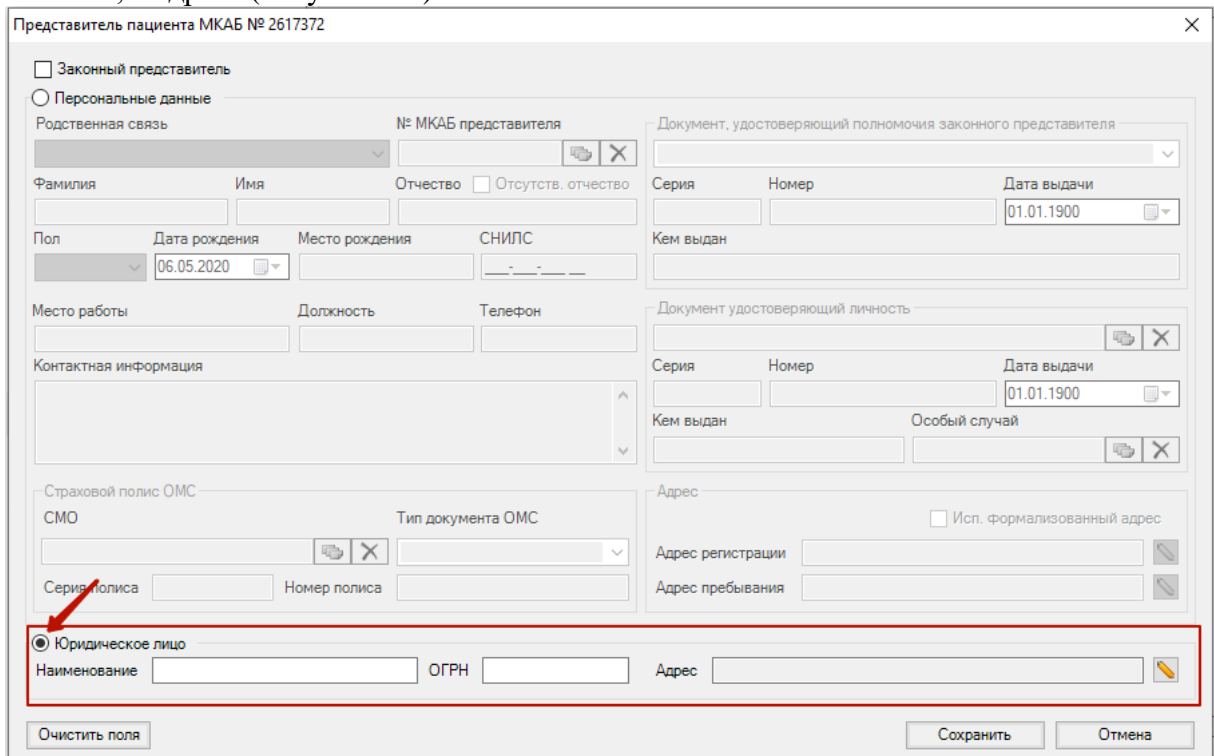 Представитель пациента МКАБ № 2617372
Законный представитель
Персональные данные
Родственная связь
№ МКАБ представителя
Фамилия
Имя
Отчество
Отсутств. отчество
Пол
Дата рождения
Место рождения
СНИЛС
06.05.2020
___-___-___ __
Место работы
Должность
Телефон
Контактная информация
Документ, удостоверяющий полномочия законного представителя
Серия
Номер
Дата выдачи
01.01.1900
Кем выдан
Документ удостоверяющий личность
Серия
Номер
Дата выдачи
01.01.1900
Кем выдан
Особый случай
Страховой полис ОМС
СМО
Тип документа ОМС
Серия полиса
Номер полиса
Адрес
Исп. формализованный адрес
Адрес регистрации
Адрес пребывания
Юридическое лицо
Наименование
ОГРН
Адрес
Очистить поля
Сохранить
Отмена